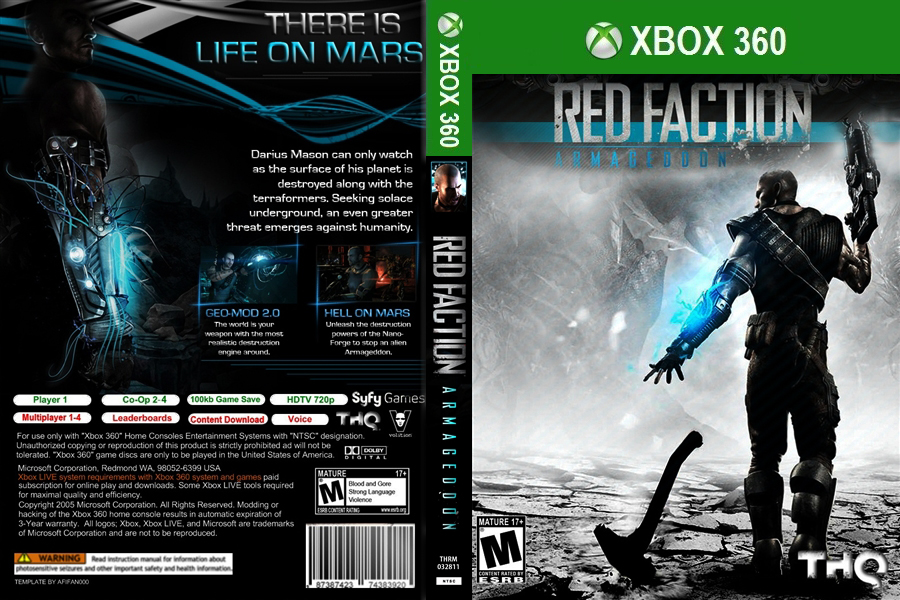 THERE IS
LIFE ON MARS
Darius Mason can only watch
as the surface of his planet is
destroyed along with the
terraformers. Seeking solace
underground, an even greater
threat emerges against humanity.
GEO-MOD 2.0
The world is your
weapon with the most
realistic destruction
engine around.
HELL ON MARS
Unleash the destruction
powers of the Nano-
Forge to stop an alien
Armageddon.
Player 1
Co-Op 2-4
100kb Game Save
HDTV 720p
Syfy Games
Multiplayer 1-4
Leaderboards
Content Download
Voice
THQ
volition
For use only with "Xbox 360" Home Consoles Entertainment Systems with "NTSC" designation.
Unauthorized copying or reproduction of this product is strictly prohibited ad will not be
tolerated. "Xbox 360" game discs are only to be played in the United States of America.
DOLBY
DIGITAL
Microsoft Corporation, Redmond WA, 98052-6399 USA
Xbox LIVE system requirements with Xbox 360 system and games paid
subscription for online play and downloads. Some Xbox LIVE tools required
for maximal quality and efficiency.
Copyright 2005 Microsoft Corporation. All Rights Reserved. Modding or
hacking of the Xbox 360 home console results in automatic expiration of
3-Year warranty. All logos; Xbox, Xbox LIVE, and Microsoft are trademarks
of Microsoft Corporation and are not to be reproduced.
MATURE 17+
M
Blood and Gore
Strong Language
Violence
ESRB CONTENT RATING www.esrb.org
WARNING Read instruction manual for information about
photosensitive seizures and other important safety and health information.
TEMPLATE BY AFIFAN000
87387423 74383920
XBOX 360
RED FACTION
ARMAGEDDON
THRM
032811
NTSC
XBOX 360
RED FACTION
ARMAGEDDON
MATURE 17+
M
CONTENT RATED BY
ESRB
THQ